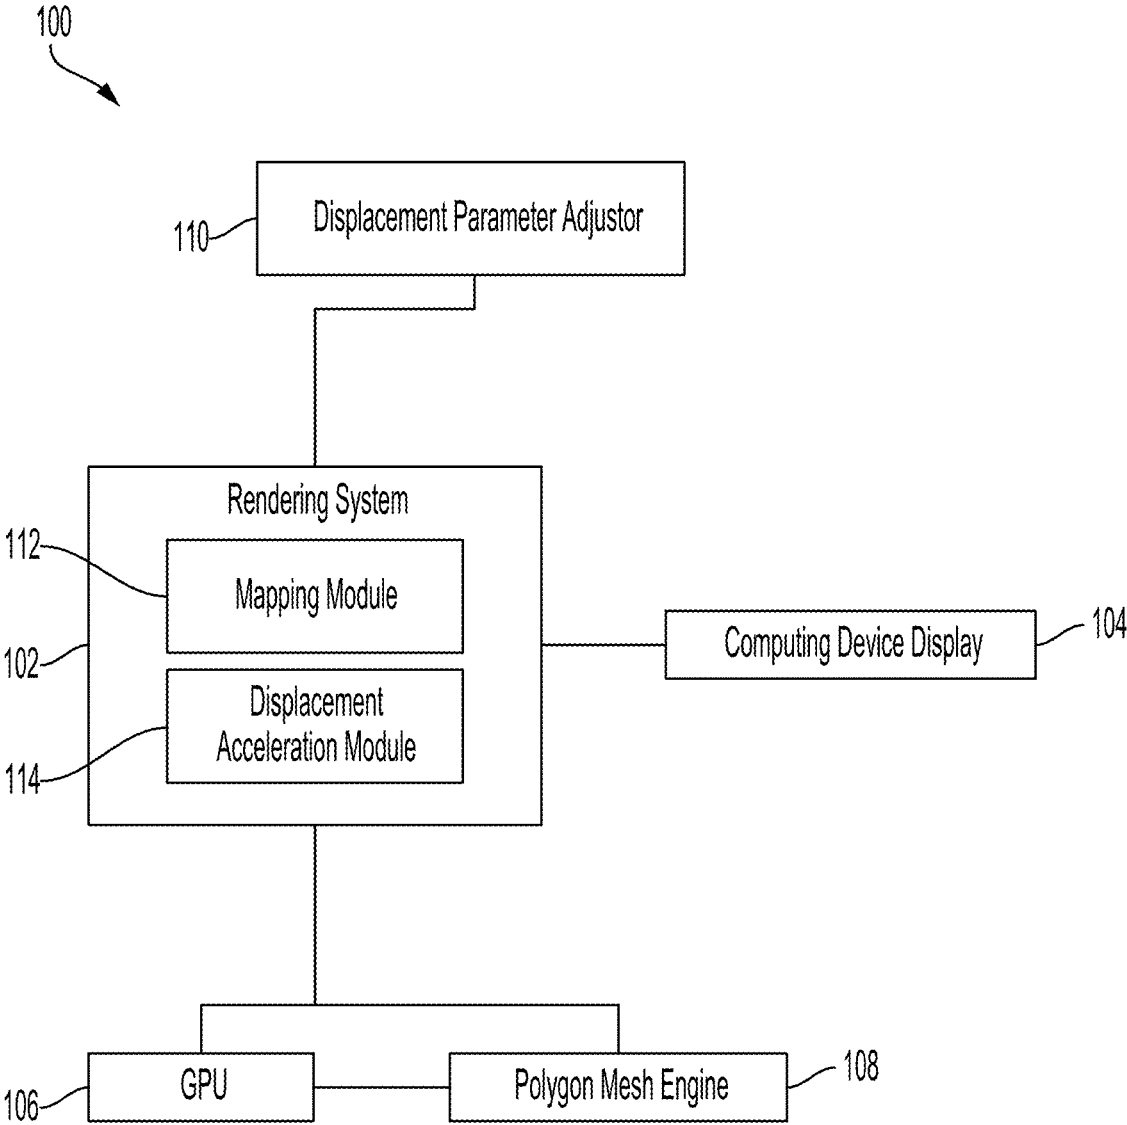 100
Displacement Parameter Adjustor
110
Rendering System
112
Mapping Module
102
Computing Device Display
104
Displacement
Acceleration Module
114
GPU
106
Polygon Mesh Engine
108